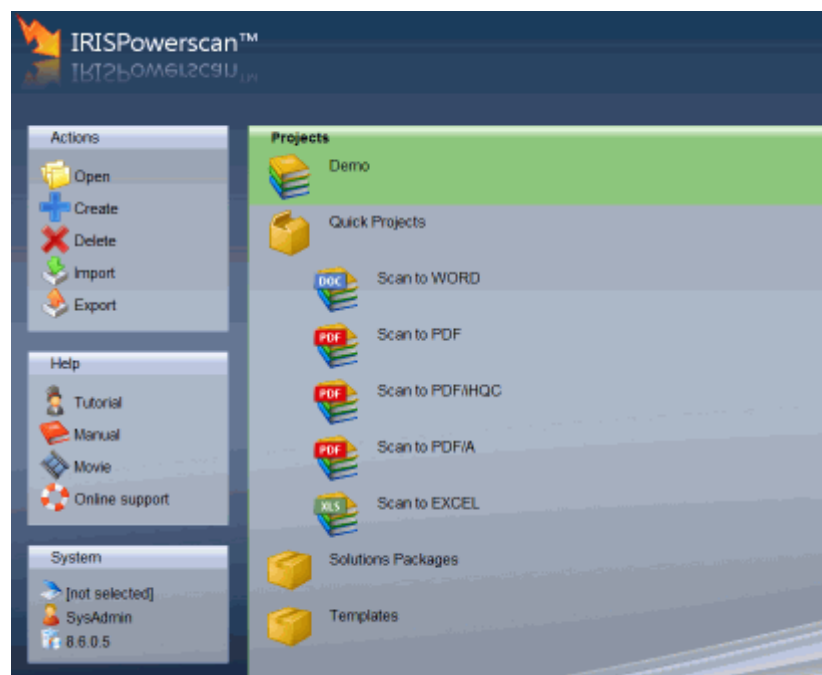 IRISPowerscan™
Actions
Open
Create
Delete
Import
Export
Help
Tutorial
Manual
Movie
Online support
System
[not selected]
SysAdmin
8.6.0.5
Projects
Demo
Quick Projects
DOC Scan to WORD
PDF Scan to PDF
PDF Scan to PDF/iHQC
PDF Scan to PDF/A
XLS Scan to EXCEL
Solutions Packages
Templates